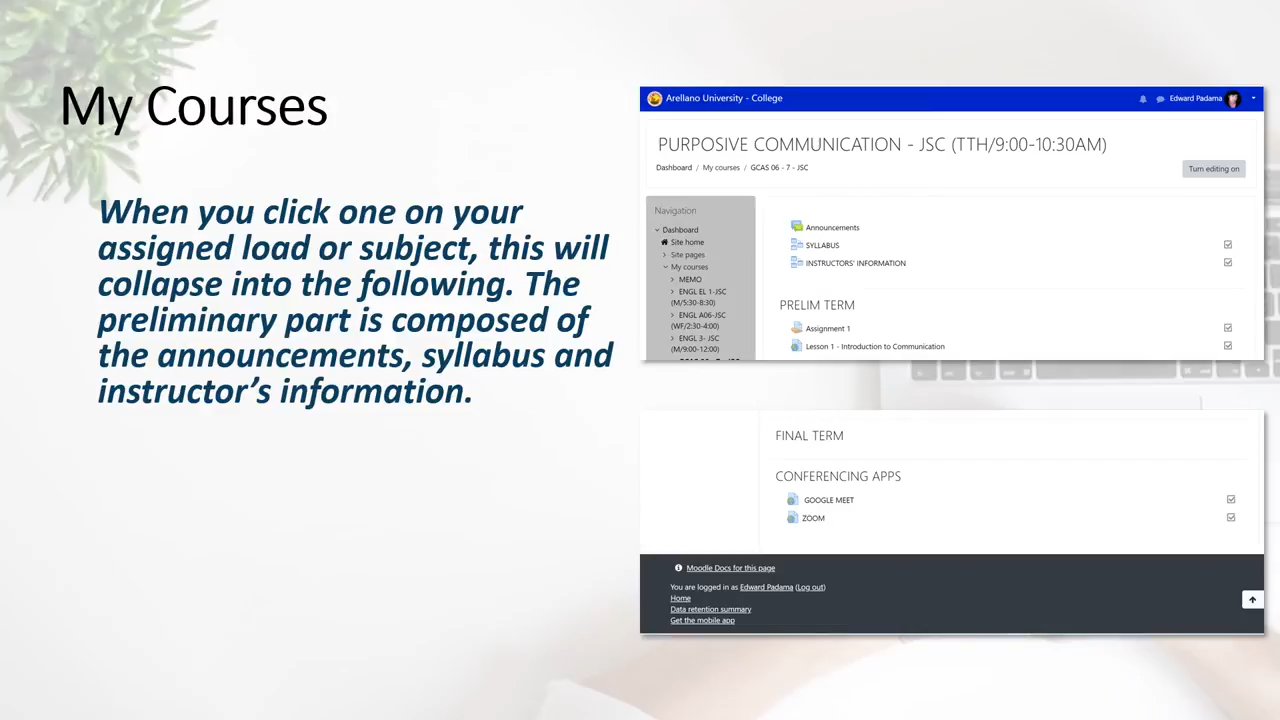 My Courses
When you click one on your
assigned load or subject, this will
collapse into the following. The
preliminary part is composed of
the announcements, syllabus and
instructor's information.
Arellano University - College
Edward Padama
PURPOSIVE COMMUNICATION - JSC (TTH/9:00-10:30AM)
Dashboard / My courses / GCAS 06 - 7 - JSC
Turn editing on
Navigation
Dashboard
Site home
Site pages
My courses
MEMO
ENGL EL 1-JSC
(M/5:30-8:30)
ENGL A06-JSC
(WF/2:30-4:00)
ENGL 3- JSC
(M/9:00-12:00)
Announcements
SYLLABUS
INSTRUCTORS' INFORMATION
PRELIM TERM
Assignment 1
Lesson 1 - Introduction to Communication
FINAL TERM
CONFERENCING APPS
GOOGLE MEET
ZOOM
Moodle Docs for this page
You are logged in as Edward Padama (Log out)
Home
Data retention summary
Get the mobile app